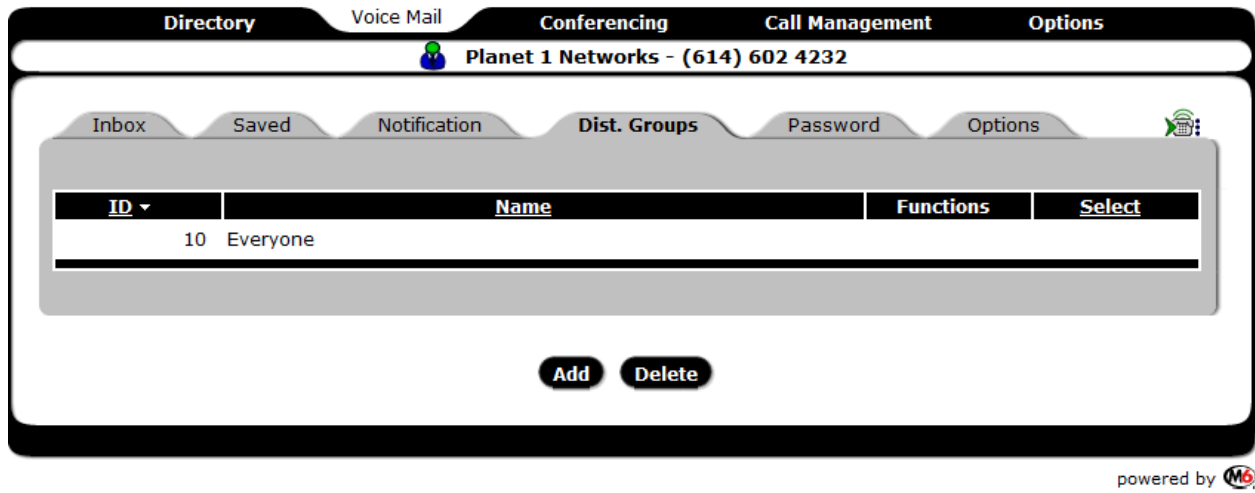 Directory Voice Mail Conferencing Call Management Options
Planet 1 Networks - (614) 602 4232
Inbox Saved Notification Dist. Groups Password Options
ID Name Functions Select
10 Everyone
Add Delete
powered by M6